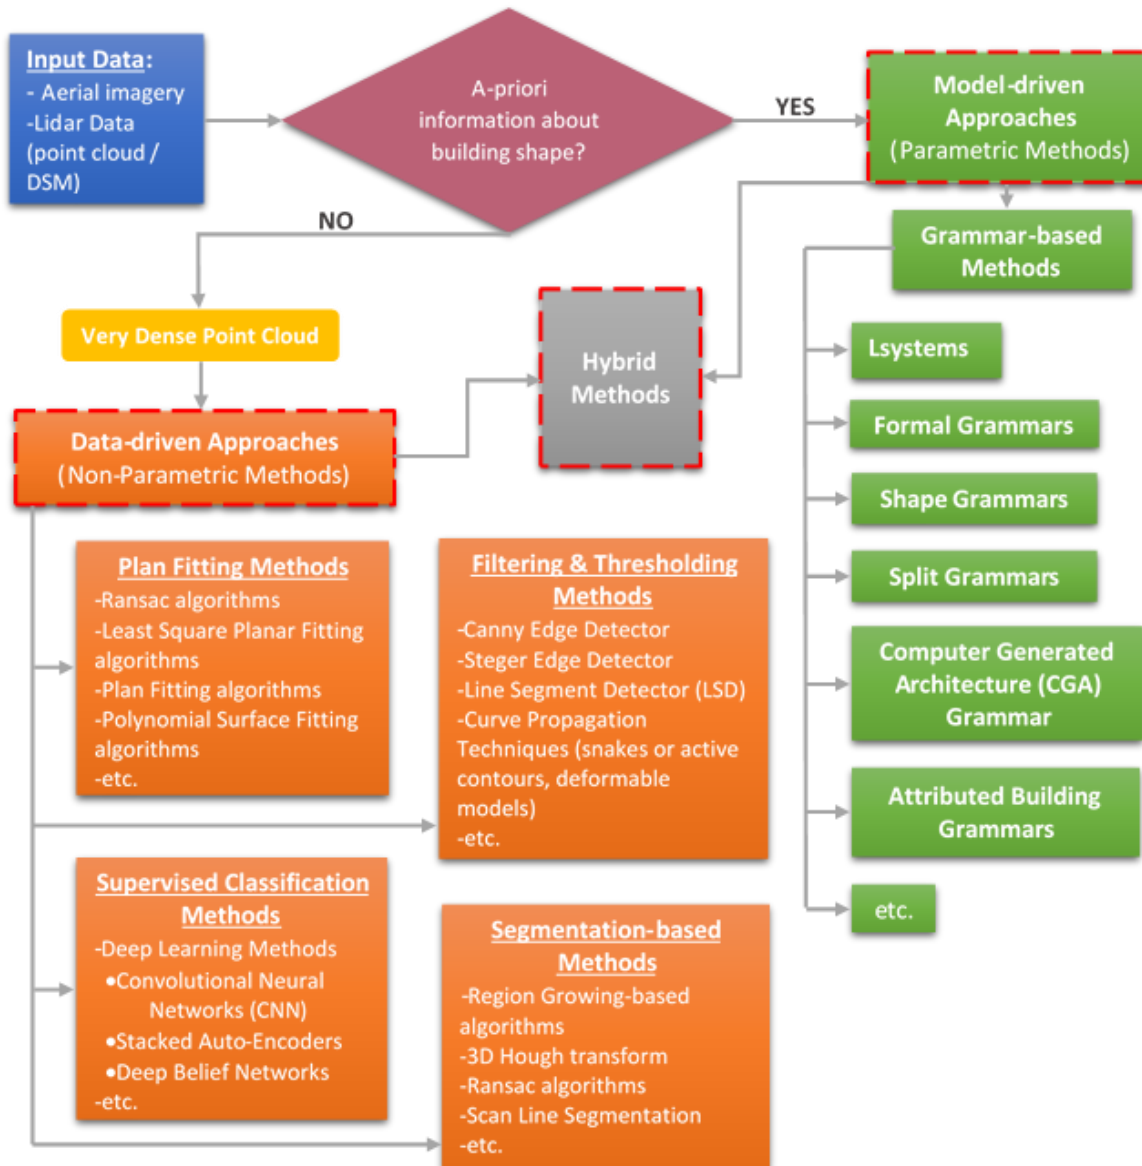 Input Data:
- Aerial imagery
-Lidar Data
(point cloud /
DSM)
A-priori
information about
building shape?
YES
Model-driven
Approaches
(Parametric Methods)
NO
Grammar-based
Methods
Very Dense Point Cloud
Hybrid
Methods
Lsystems
Data-driven Approaches
(Non-Parametric Methods)
Formal Grammars
Shape Grammars
Split Grammars
Computer Generated
Architecture (CGA)
Grammar
Attributed Building
Grammars
etc.
Plan Fitting Methods
-Ransac algorithms
-Least Square Planar Fitting
algorithms
-Plan Fitting algorithms
-Polynomial Surface Fitting
algorithms
-etc.
Filtering & Thresholding
Methods
-Canny Edge Detector
-Steger Edge Detector
-Line Segment Detector (LSD)
-Curve Propagation
Techniques (snakes or active
contours, deformable
models)
-etc.
Supervised Classification
Methods
-Deep Learning Methods
•Convolutional Neural
Networks (CNN)
•Stacked Auto-Encoders
•Deep Belief Networks
-etc.
Segmentation-based
Methods
-Region Growing-based
algorithms
-3D Hough transform
-Ransac algorithms
-Scan Line Segmentation
-etc.